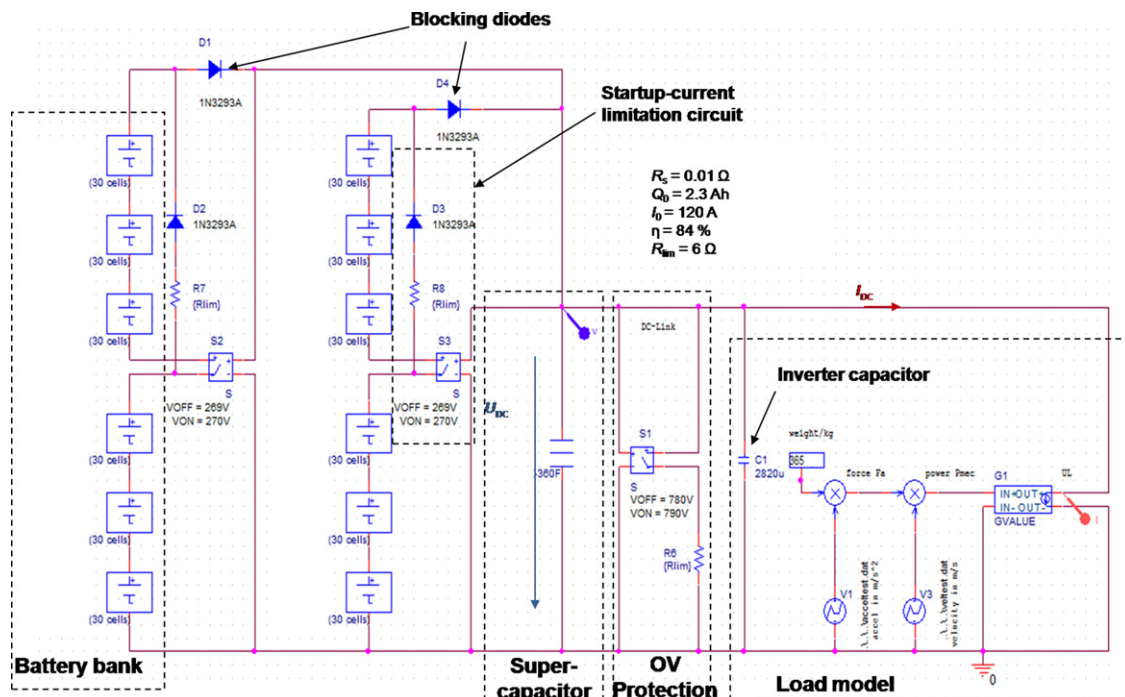 Blocking diodes
D1
1N3293A
D4
1N3293A
Startup-current
limitation circuit
(30 cells)
(30 cells)
D2
1N3293A
D3
1N3293A
Rs = 0.01 Ω
Q0 = 2.3 Ah
I0 = 120 A
η = 84 %
Rlim = 6 Ω
(30 cells)
(30 cells)
R7
{Rlim}
R8
{Rlim}
(30 cells)
(30 cells)
S2
S
VOFF = 269V
VON = 270V
S3
S
VOFF = 269V
VON = 270V
V
DC-Link
IDC
UDC
Inverter capacitor
(30 cells)
(30 cells)
360F
S1
S
VOFF = 780V
VON = 790V
C1
2820u
weight/kg
365
force Fa
power Pmec
G1
IN+OUT+
IN- OUT-
GVALUE
UL
I
(30 cells)
(30 cells)
R6
{Rlim}
(30 cells)
(30 cells)
V1
.\.\.\acceltest.dat
accel in m/s^2
V3
.\.\.\veltest.dat
velocity in m/s
0
Battery bank
Super-
capacitor
OV
Protection
Load model